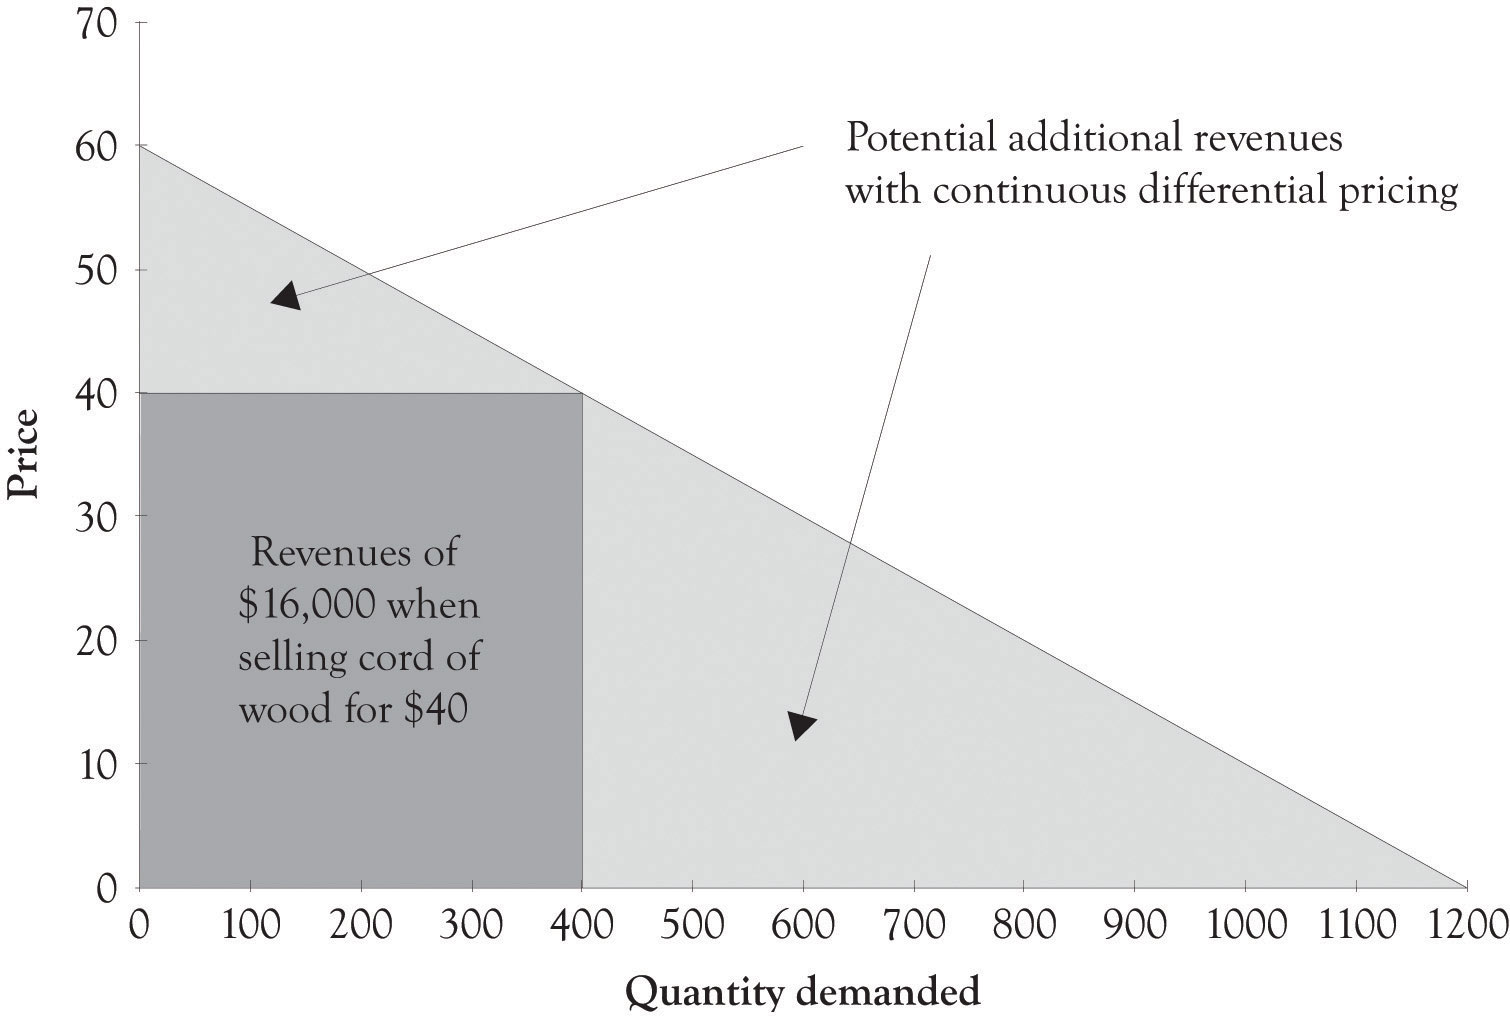 70
60
50
40
30
20
10
0
Price
Potential additional revenues
with continuous differential pricing
Revenues of
$16,000 when
selling cord of
wood for $40
0 100 200 300 400 500 600 700 800 900 1000 1100 1200
Quantity demanded